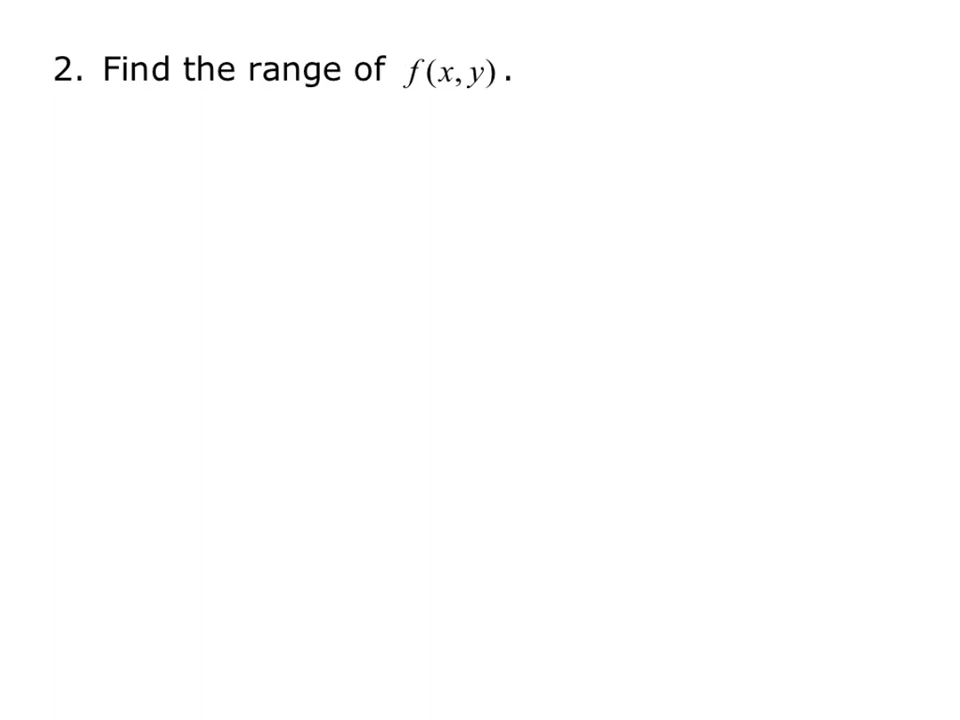 2. Find the range of f(x, y).